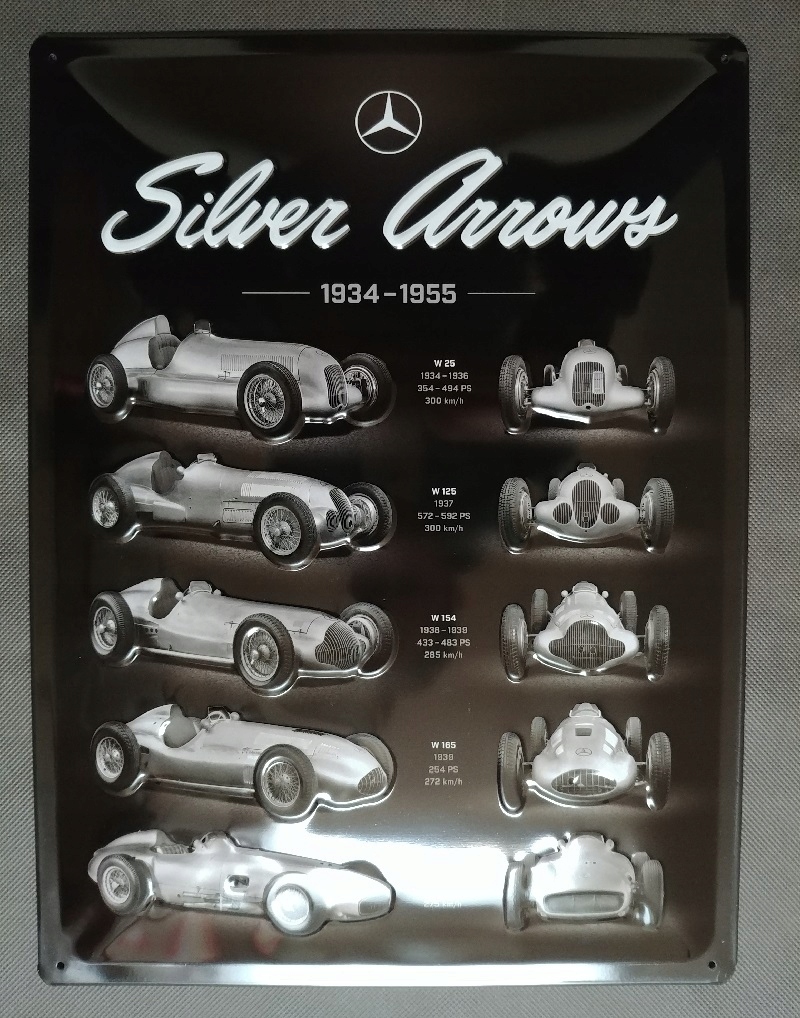 Silver Arrows
1934-1955
W 25
1934-1936
354-494 PS
300 km/h
W 125
1937
572-592 PS
300 km/h
W 154
1938-1939
433-483 PS
285 km/h
W 165
1939
254 PS
272 km/h